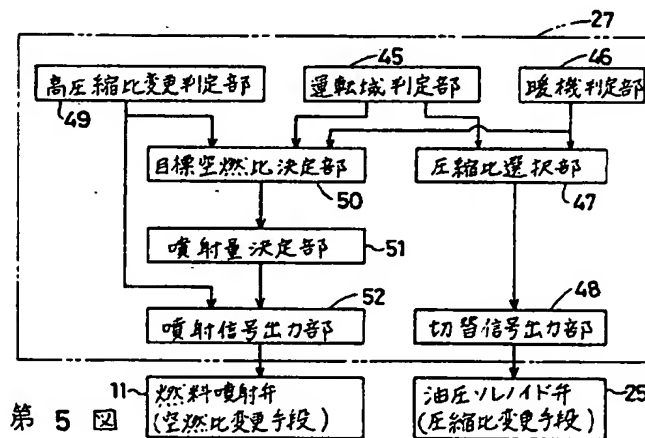 27
45
46
高圧縮比変更判定部
運転域判定部
暖機判定部
49
目標空燃比決定部
圧縮比選択部
50
47
噴射量決定部
51
52
48
噴射信号出力部
切替信号出力部
11
燃料噴射弁
(空燃比変更手段)
油圧ソレノイド弁
(圧縮比変更手段)
25
第 5 図